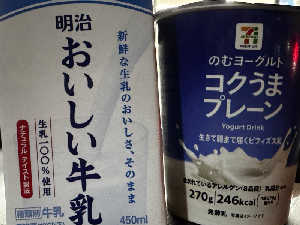 明治
おいしい牛乳
新鮮な生乳のおいしさ、そのまま
生乳100%使用
ナチュラルテイスト製法
種類別 牛乳
450ml
のむヨーグルト
コクうま
プレーン
Yogurt Drink
生きて腸まで届くビフィズス菌
270g
246kcal
発酵乳